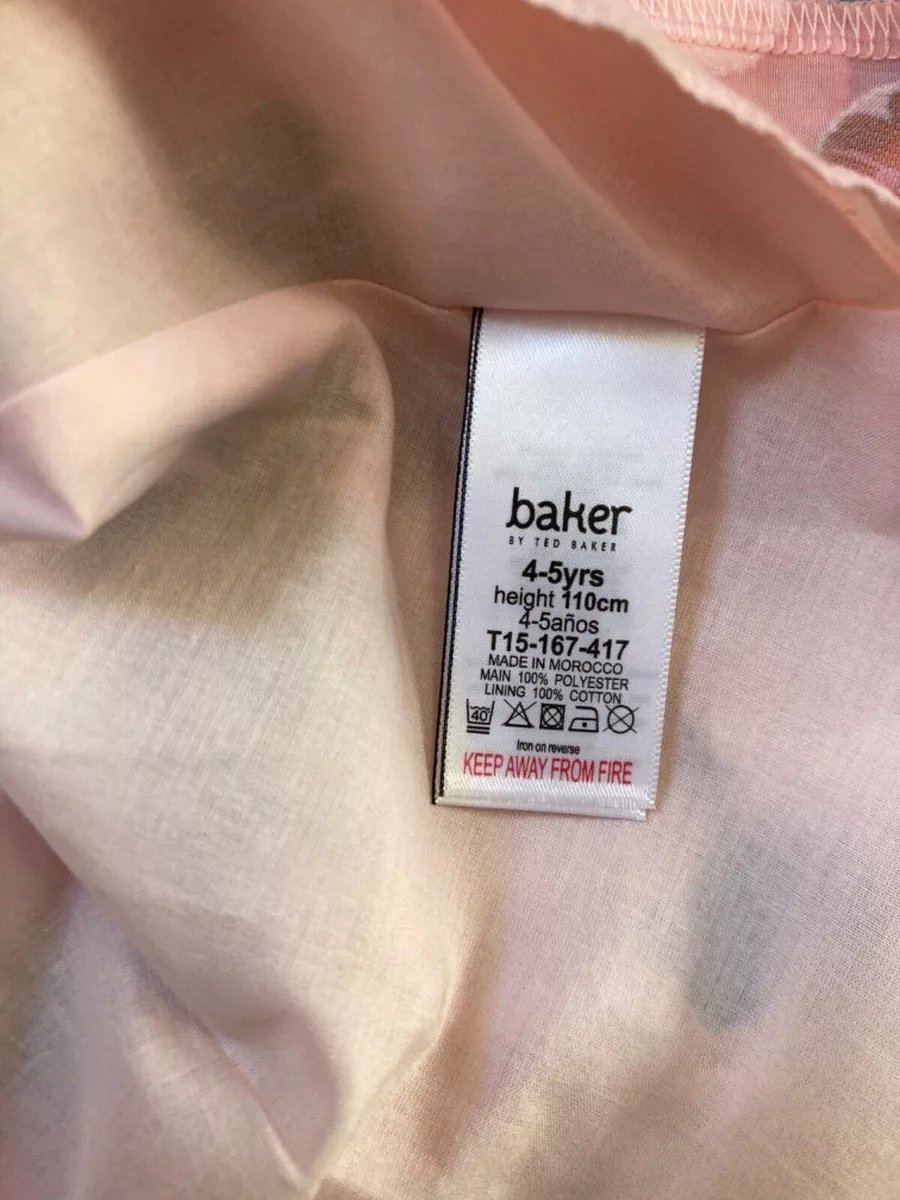 baker
BY TED BAKER
4-5yrs
height 110cm
4-5años
T15-167-417
MADE IN MOROCCO
MAIN 100% POLYESTER
LINING 100% COTTON
40
Iron on reverse
KEEP AWAY FROM FIRE